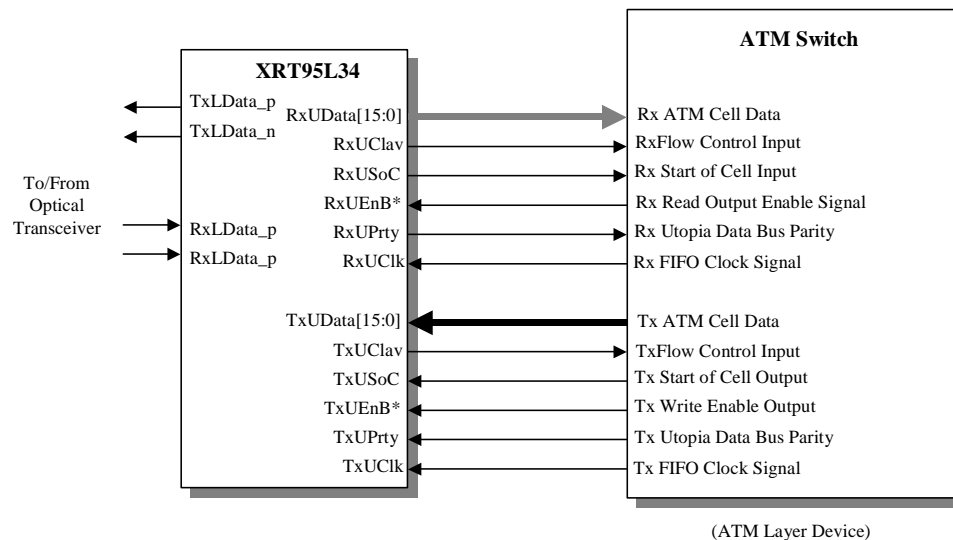 ATM Switch
XRT95L34
TxLData_p
TxLData_n
To/From
Optical
Transceiver
RxLData_p
RxLData_p
RxUData[15:0]
RxUClav
RxUSoC
RxUEnB*
RxUPrty
RxUClk
TxUData[15:0]
TxUClav
TxUSoC
TxUEnB*
TxUPrty
TxUClk
Rx ATM Cell Data
RxFlow Control Input
Rx Start of Cell Input
Rx Read Output Enable Signal
Rx Utopia Data Bus Parity
Rx FIFO Clock Signal
Tx ATM Cell Data
TxFlow Control Input
Tx Start of Cell Output
Tx Write Enable Output
Tx Utopia Data Bus Parity
Tx FIFO Clock Signal
(ATM Layer Device)